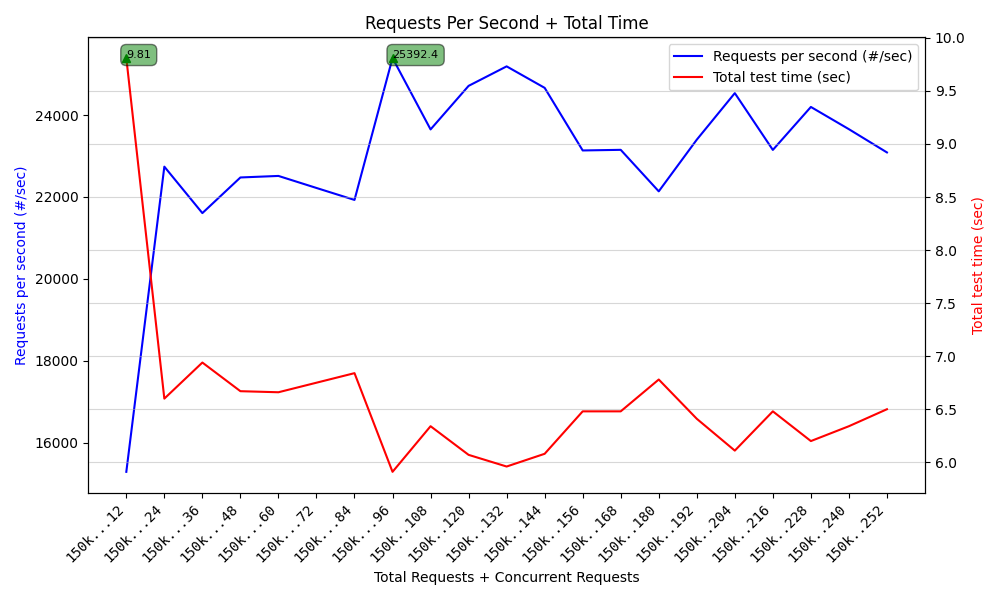 Requests Per Second + Total Time
9.81
25392.4
Requests per second (#/sec)
Total test time (sec)
24000
22000
20000
18000
16000
Requests per second (#/sec)
10.0
9.5
9.0
8.5
8.0
7.5
7.0
6.5
6.0
Total test time (sec)
150k...12
150k...24
150k...36
150k...48
150k...60
150k...72
150k...84
150k...96
150k..108
150k..120
150k..132
150k..144
150k..156
150k..168
150k..180
150k..192
150k..204
150k..216
150k..228
150k..240
150k..252
Total Requests + Concurrent Requests